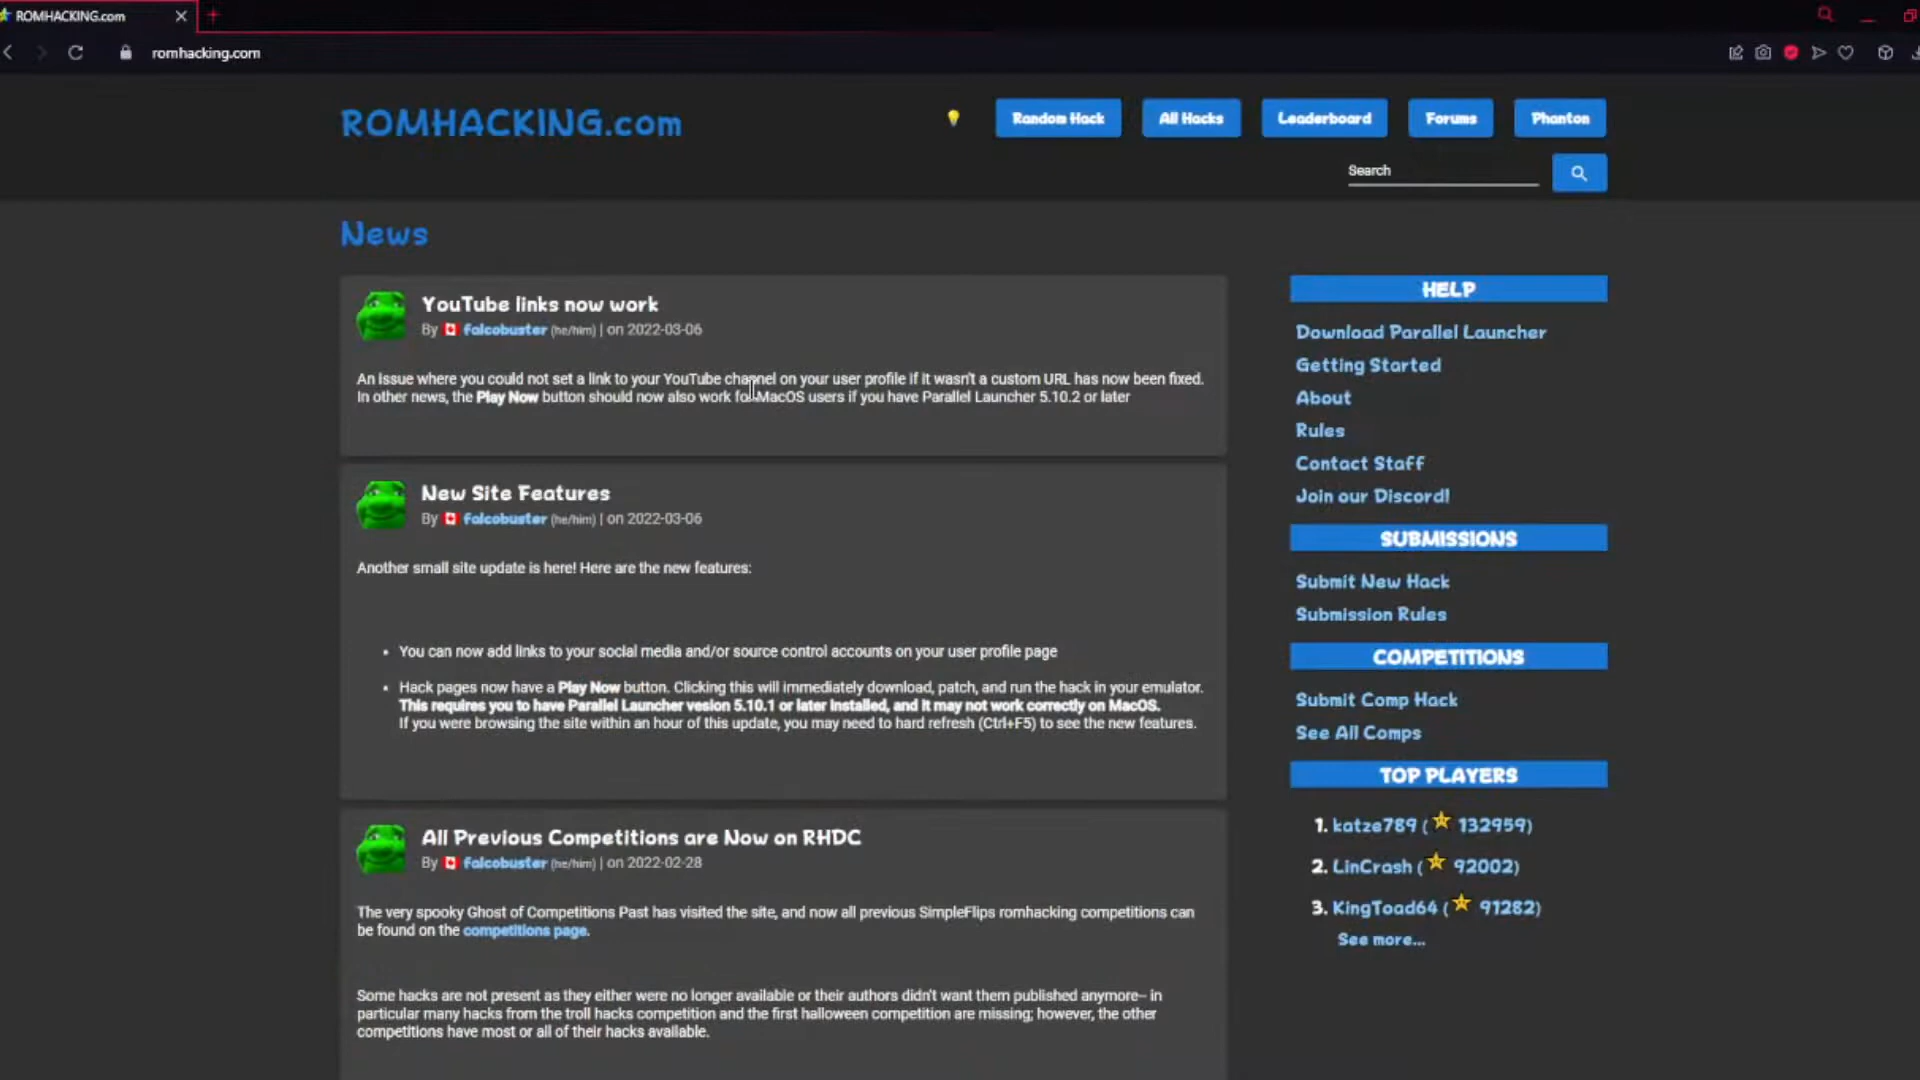 ROMHACKING.com
romhacking.com
ROMHACKING.com
Random Hack
All Hacks
Leaderboard
Forums
Phanton
Search
News
YouTube links now work
By falcobuster (he/him) | on 2022-03-06
An issue where you could not set a link to your YouTube channel on your user profile if it wasn't a custom URL has now been fixed.
In other news, the Play Now button should now also work for MacOS users if you have Parallel Launcher 5.10.2 or later
New Site Features
By falcobuster (he/him) | on 2022-03-06
Another small site update is here! Here are the new features:
• You can now add links to your social media and/or source control accounts on your user profile page
• Hack pages now have a Play Now button. Clicking this will immediately download, patch, and run the hack in your emulator.
This requires you to have Parallel Launcher vesion 5.10.1 or later installed, and it may not work correctly on MacOS.
If you were browsing the site within an hour of this update, you may need to hard refresh (Ctrl+F5) to see the new features.
All Previous Competitions are Now on RHDC
By falcobuster (he/him) | on 2022-02-28
The very spooky Ghost of Competitions Past has visited the site, and now all previous SimpleFlips romhacking competitions can
be found on the competitions page.
Some hacks are not present as they either were no longer available or their authors didn't want them published anymore-- in
particular many hacks from the troll hacks competition and the first halloween competition are missing; however, the other
competitions have most or all of their hacks available.
HELP
Download Parallel Launcher
Getting Started
About
Rules
Contact Staff
Join our Discord!
SUBMISSIONS
Submit New Hack
Submission Rules
COMPETITIONS
Submit Comp Hack
See All Comps
TOP PLAYERS
1. katze789 (⭐ 132959)
2. LinCrash (⭐ 92002)
3. KingToad64 (⭐ 91282)
See more...